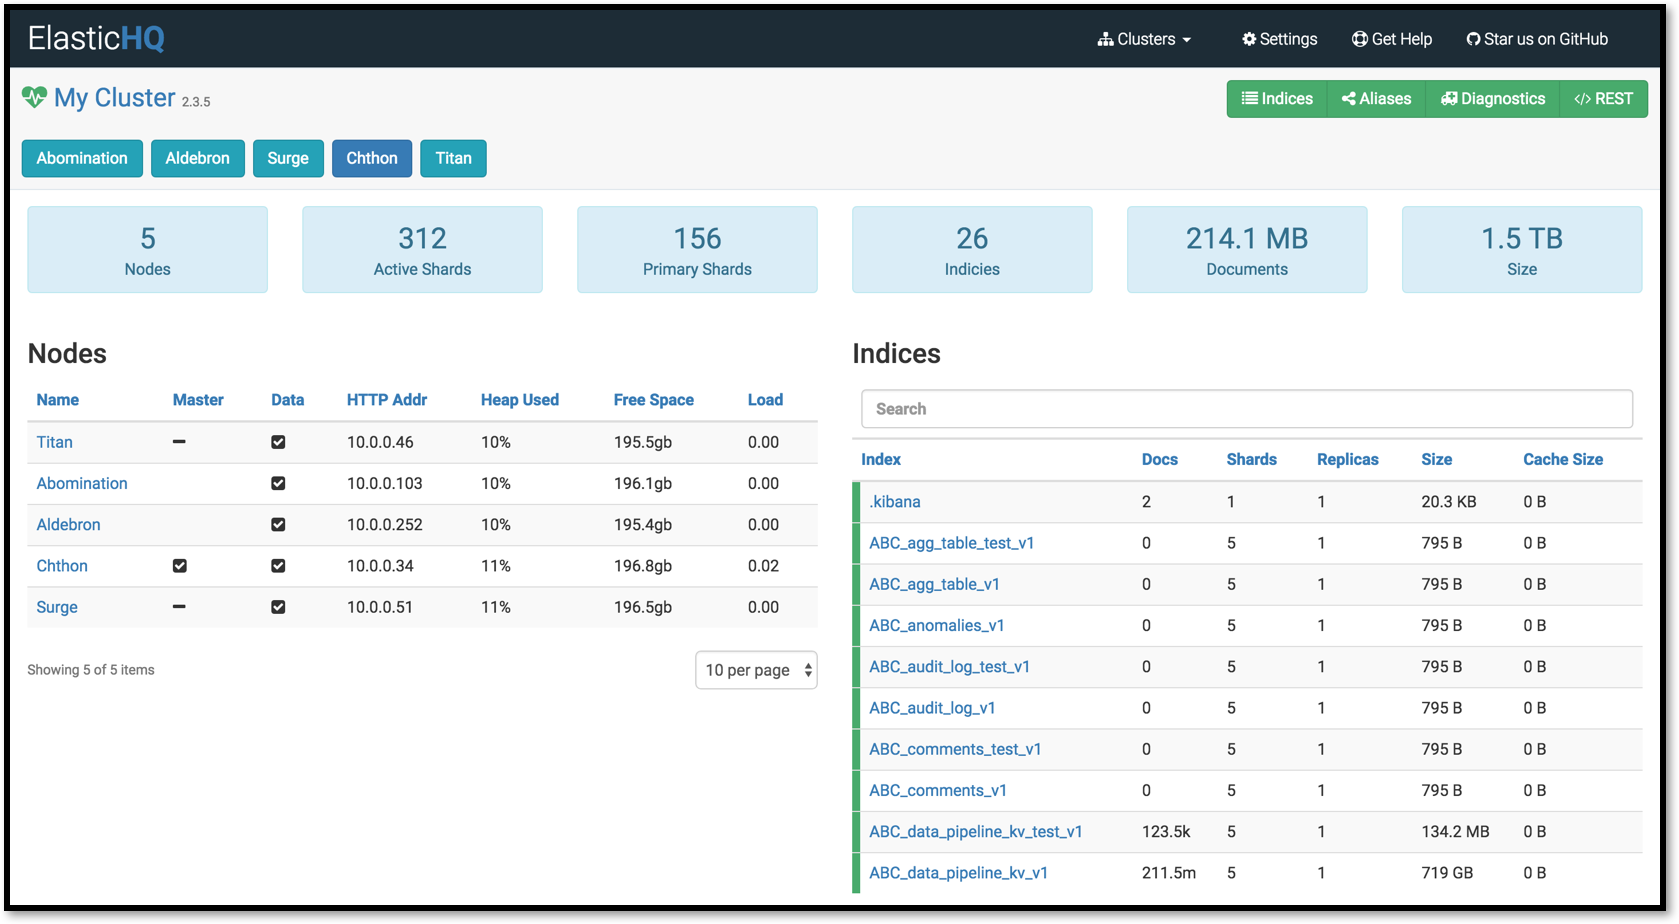 ElasticHQ Clusters Settings Get Help Star us on GitHub
My Cluster 2.3.5 Indices Aliases Diagnostics </> REST
Abomination Aldebron Surge Chthon Titan
5 312 156 26 214.1 MB 1.5 TB
Nodes Active Shards Primary Shards Indicies Documents Size
Nodes
Name Master Data HTTP Addr Heap Used Free Space Load
Titan – 10.0.0.46 10% 195.5gb 0.00
Abomination 10.0.0.103 10% 196.1gb 0.00
Aldebron 10.0.0.252 10% 195.4gb 0.00
Chthon 10.0.0.34 11% 196.8gb 0.02
Surge – 10.0.0.51 11% 196.5gb 0.00
Showing 5 of 5 items 10 per page
Indices
Search
Index Docs Shards Replicas Size Cache Size
.kibana 2 1 1 20.3 KB 0 B
ABC_agg_table_test_v1 0 5 1 795 B 0 B
ABC_agg_table_v1 0 5 1 795 B 0 B
ABC_anomalies_v1 0 5 1 795 B 0 B
ABC_audit_log_test_v1 0 5 1 795 B 0 B
ABC_audit_log_v1 0 5 1 795 B 0 B
ABC_comments_test_v1 0 5 1 795 B 0 B
ABC_comments_v1 0 5 1 795 B 0 B
ABC_data_pipeline_kv_test_v1 123.5k 5 1 134.2 MB 0 B
ABC_data_pipeline_kv_v1 211.5m 5 1 719 GB 0 B